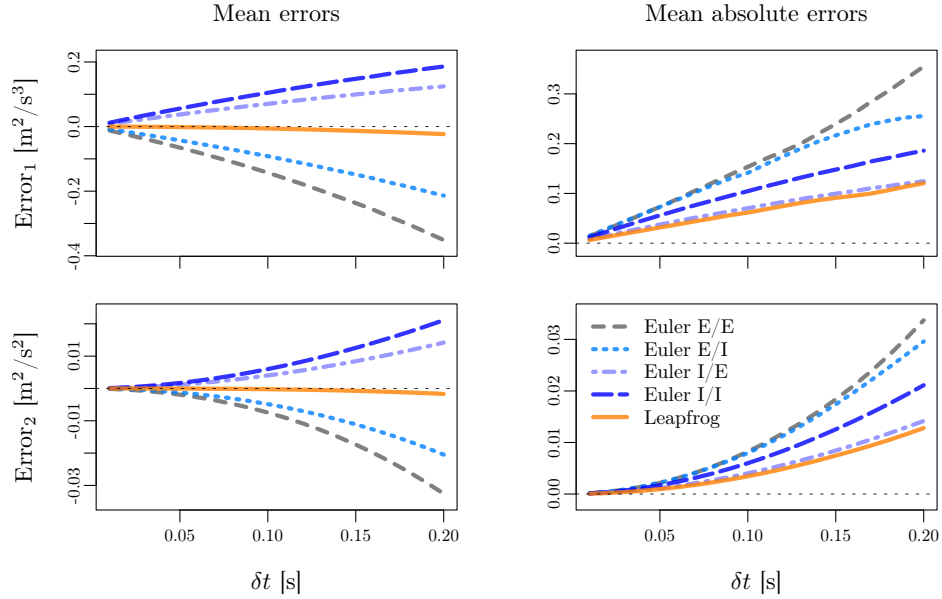 Mean errors
Mean absolute errors
Error₁ [m²/s³]
0.2
0.0
-0.2
-0.4
0.3
0.2
0.1
0.0
Error₂ [m²/s²]
0.01
-0.01
-0.03
0.03
0.02
0.01
0.00
Euler E/E
Euler E/I
Euler I/E
Euler I/I
Leapfrog
0.05 0.10 0.15 0.20
0.05 0.10 0.15 0.20
δt [s]
δt [s]